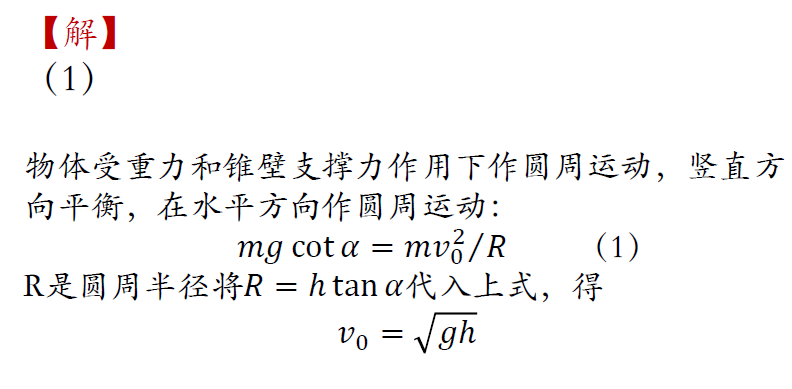 【解】
（1）
物体受重力和锥壁支撑力作用下作圆周运动，竖直方
向平衡，在水平方向作圆周运动：
mg cot α = mv₀²/R （1）
R是圆周半径将R = h tan α代入上式，得
v₀ = √gh